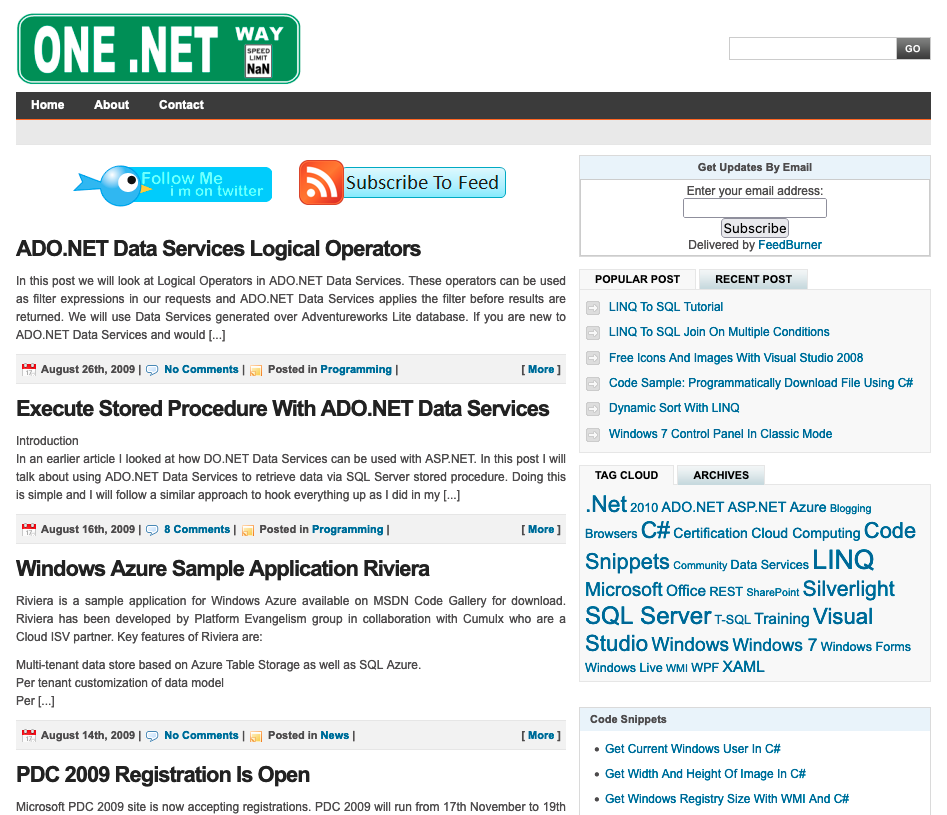 ONE .NET WAY
SPEED
LIMIT
NaN
GO
Home About Contact
Follow Me
i m on twitter
Subscribe To Feed
ADO.NET Data Services Logical Operators
In this post we will look at Logical Operators in ADO.NET Data Services. These operators can be used
as filter expressions in our requests and ADO.NET Data Services applies the filter before results are
returned. We will use Data Services generated over Adventureworks Lite database. If you are new to
ADO.NET Data Services and would [...]
August 26th, 2009 | No Comments | Posted in Programming | [ More ]
Execute Stored Procedure With ADO.NET Data Services
Introduction
In an earlier article I looked at how DO.NET Data Services can be used with ASP.NET. In this post I will
talk about using ADO.NET Data Services to retrieve data via SQL Server stored procedure. Doing this
is simple and I will follow a similar approach to hook everything up as I did in my [...]
August 16th, 2009 | 8 Comments | Posted in Programming | [ More ]
Windows Azure Sample Application Riviera
Riviera is a sample application for Windows Azure available on MSDN Code Gallery for download.
Riviera has been developed by Platform Evangelism group in collaboration with Cumulx who are a
Cloud ISV partner. Key features of Riviera are:
Multi-tenant data store based on Azure Table Storage as well as SQL Azure.
Per tenant customization of data model
Per [...]
August 14th, 2009 | No Comments | Posted in News | [ More ]
PDC 2009 Registration Is Open
Microsoft PDC 2009 site is now accepting registrations. PDC 2009 will run from 17th November to 19th
Get Updates By Email
Enter your email address:
Subscribe
Delivered by FeedBurner
POPULAR POST RECENT POST
LINQ To SQL Tutorial
LINQ To SQL Join On Multiple Conditions
Free Icons And Images With Visual Studio 2008
Code Sample: Programmatically Download File Using C#
Dynamic Sort With LINQ
Windows 7 Control Panel In Classic Mode
TAG CLOUD ARCHIVES
.Net 2010 ADO.NET ASP.NET Azure Blogging
Browsers C# Certification Cloud Computing Code
Snippets Community Data Services LINQ
Microsoft Office REST SharePoint Silverlight
SQL Server T-SQL Training Visual
Studio Windows Windows 7 Windows Forms
Windows Live WMI WPF XAML
Code Snippets
Get Current Windows User In C#
Get Width And Height Of Image In C#
Get Windows Registry Size With WMI And C#